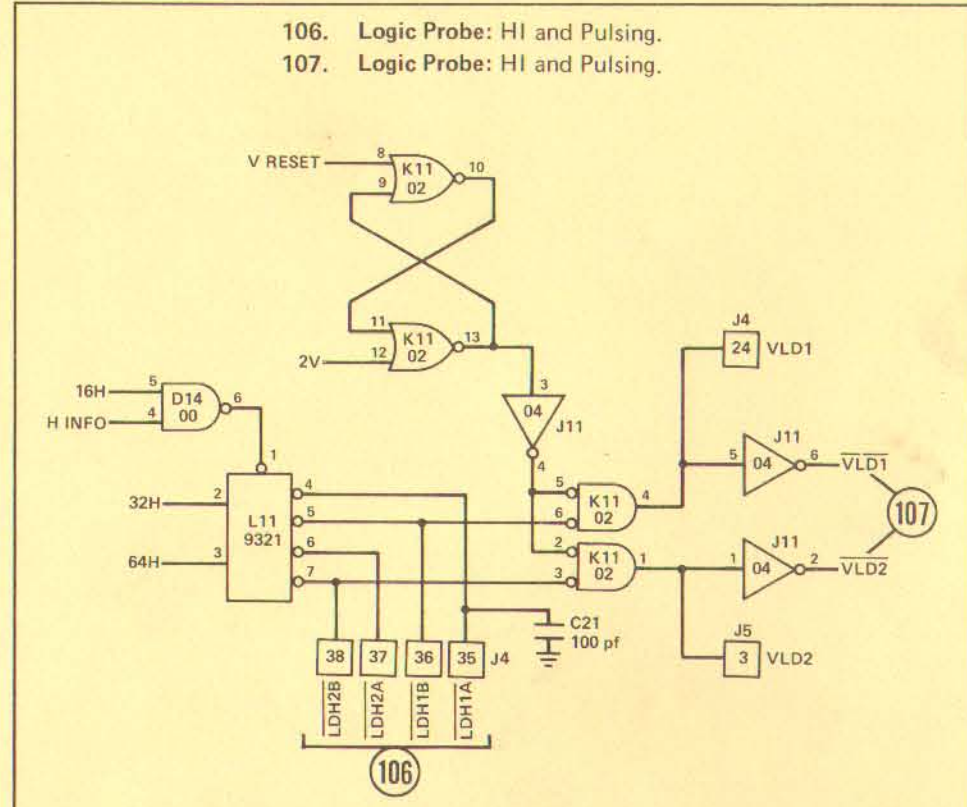 106. Logic Probe: HI and Pulsing.
107. Logic Probe: HI and Pulsing.
V RESET
8
9
K11
02
10
11
12
2V
K11
02
13
3
04
J11
4
16H
H INFO
5
4
D14
00
6
1
32H
64H
2
3
L11
9321
4
5
6
7
5
6
K11
02
4
2
3
K11
02
1
J4
24
VLD1
J11
5
04
6
VLD1
J11
1
04
2
VLD2
107
J5
3
VLD2
C21
100 pf
38
37
36
35
J4
LDH2B
LDH2A
LDH1B
LDH1A
106